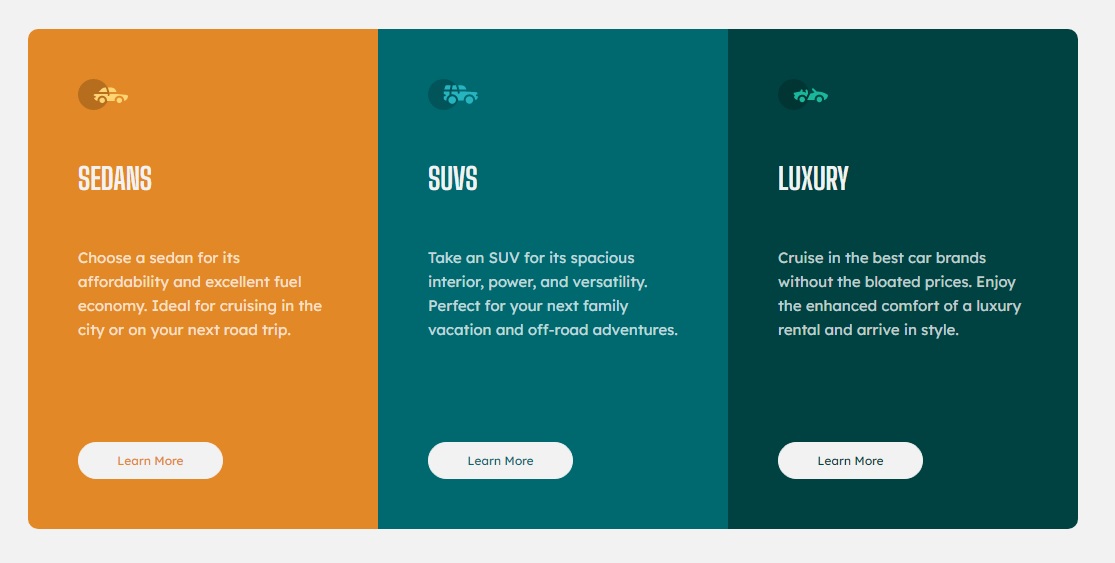 SEDANS
Choose a sedan for its
affordability and excellent fuel
economy. Ideal for cruising in the
city or on your next road trip.
Learn More
SUVS
Take an SUV for its spacious
interior, power, and versatility.
Perfect for your next family
vacation and off-road adventures.
Learn More
LUXURY
Cruise in the best car brands
without the bloated prices. Enjoy
the enhanced comfort of a luxury
rental and arrive in style.
Learn More